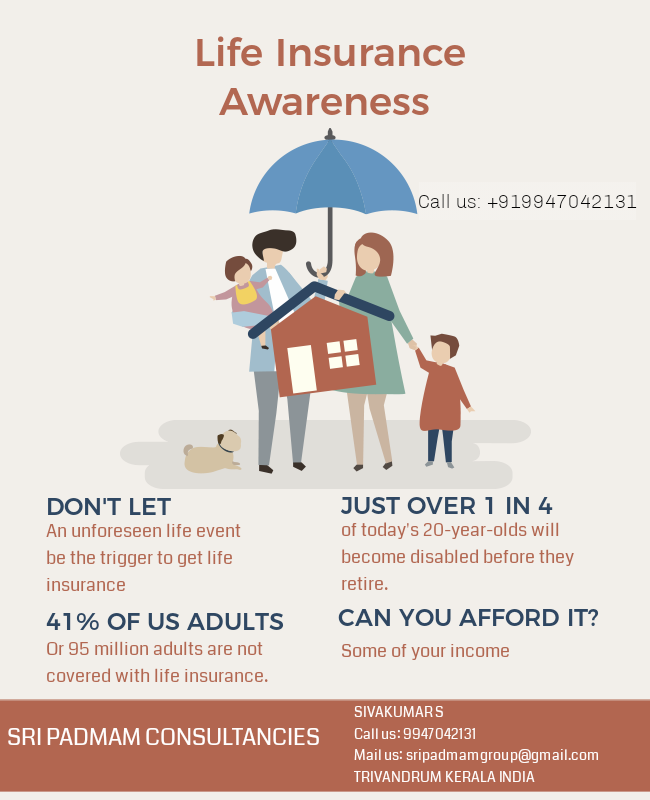 Life Insurance
Awareness
Call us: +919947042131
DON'T LET
An unforeseen life event
be the trigger to get life
insurance
JUST OVER 1 IN 4
of today's 20-year-olds will
become disabled before they
retire.
41% OF US ADULTS
Or 95 million adults are not
covered with life insurance.
CAN YOU AFFORD IT?
Some of your income
SRI PADMAM CONSULTANCIES
SIVAKUMAR S
Call us: 9947042131
Mail us: sripadmamgroup@gmail.com
TRIVANDRUM KERALA INDIA